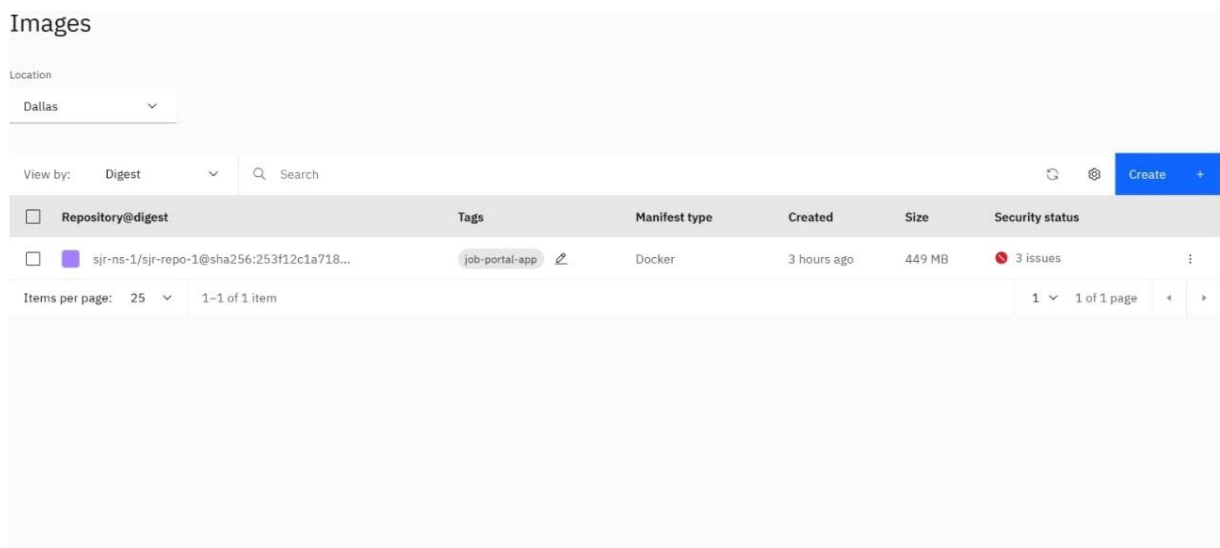 Images
Location
Dallas
View by: Digest Search Create +
Repository@digest Tags Manifest type Created Size Security status
sjr-ns-1/sjr-repo-1@sha256:253f12c1a718... job-portal-app Docker 3 hours ago 449 MB 3 issues
Items per page: 25 1–1 of 1 item 1 1 of 1 page